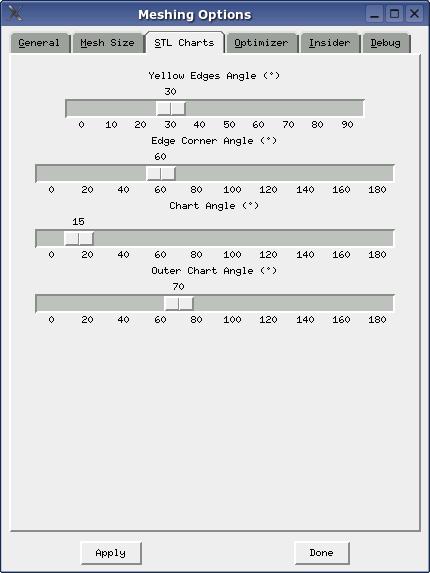 Meshing Options
General Mesh Size STL Charts Optimizer Insider Debug
Yellow Edges Angle (°)
30
0 10 20 30 40 50 60 70 80 90
Edge Corner Angle (°)
60
0 20 40 60 80 100 120 140 160 180
Chart Angle (°)
15
0 20 40 60 80 100 120 140 160 180
Outer Chart Angle (°)
70
0 20 40 60 80 100 120 140 160 180
Apply Done